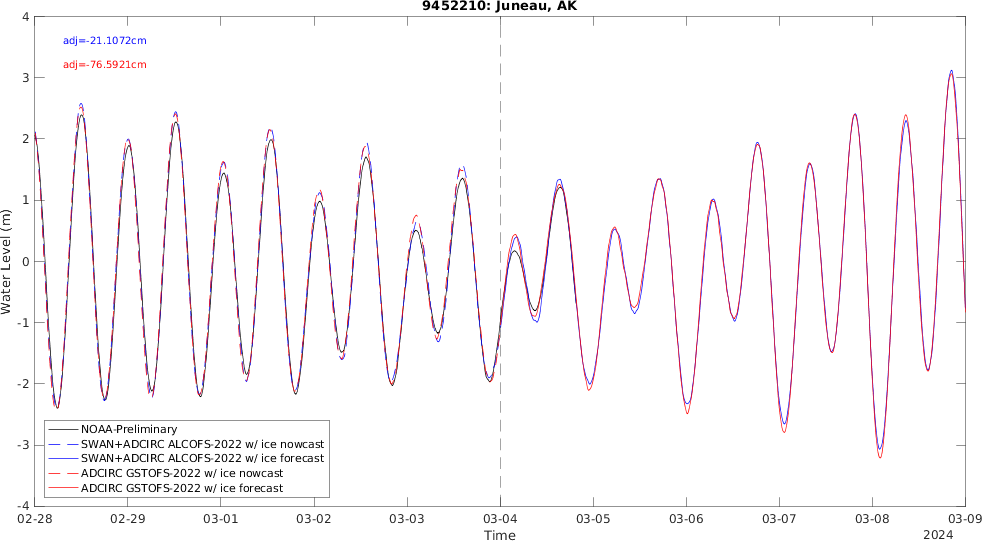 9452210: Juneau, AK
adj=-21.1072cm
adj=-76.5921cm
Water Level (m)
4
3
2
1
0
-1
-2
-3
-4
NOAA-Preliminary
SWAN+ADCIRC ALCOFS-2022 w/ ice nowcast
SWAN+ADCIRC ALCOFS-2022 w/ ice forecast
ADCIRC GSTOFS-2022 w/ ice nowcast
ADCIRC GSTOFS-2022 w/ ice forecast
02-28 02-29 03-01 03-02 03-03 03-04 03-05 03-06 03-07 03-08 03-09
Time
2024